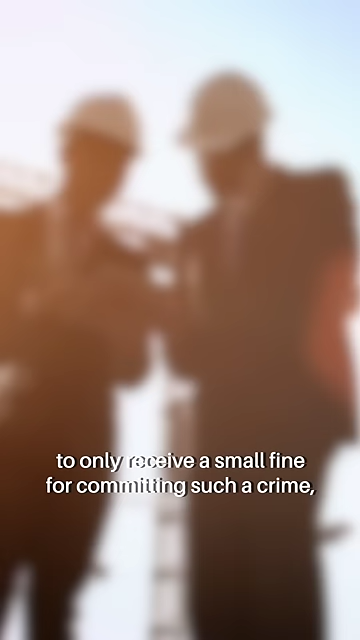 to only receive a small fine
for committing such a crime,